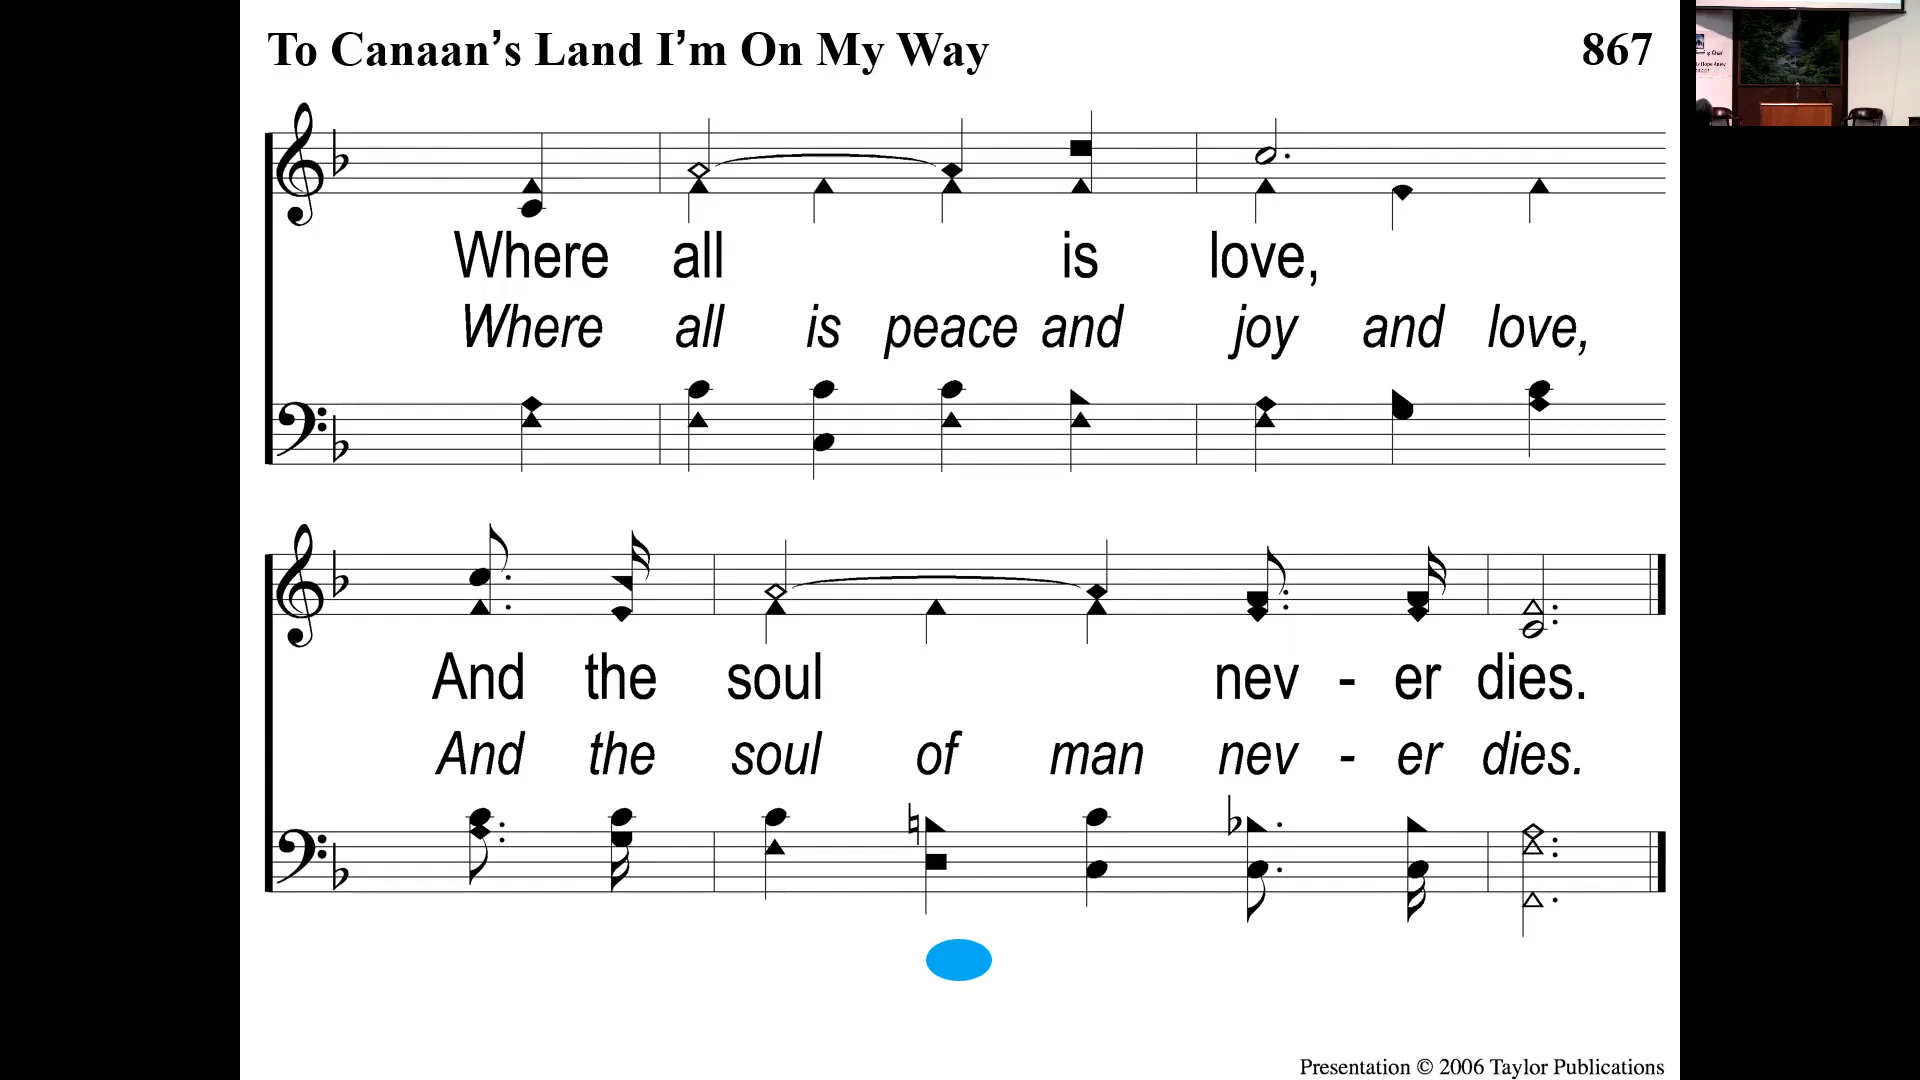 To Canaan’s Land I’m On My Way
867
Where all is love,
Where all is peace and joy and love,
And the soul nev - er dies.
And the soul of man nev - er dies.
Presentation © 2006 Taylor Publications